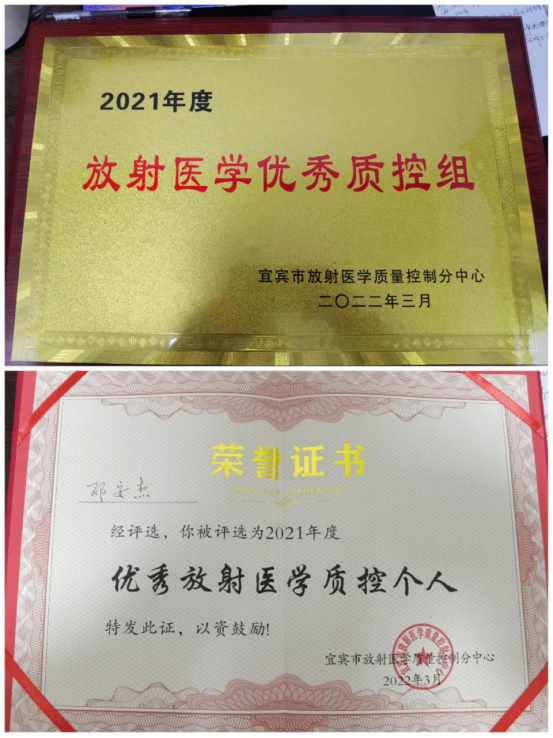 2021年度
放射医学优秀质控组
宜宾市放射医学质量控制分中心
二〇二二年三月
荣誉证书
邓安杰
经评选，你被评选为2021年度
优秀放射医学质控个人
特发此证，以资鼓励!
宜宾市放射医学质量控制分中心
2022年3月